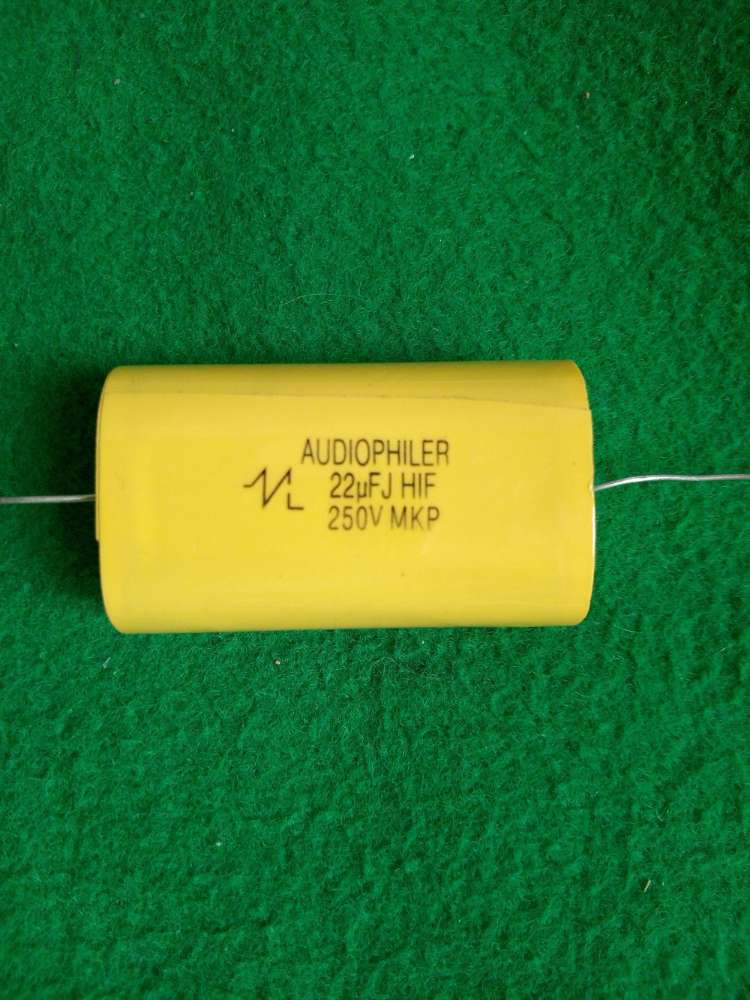 AUDIOPHILER
22µFJ HIF
250V MKP